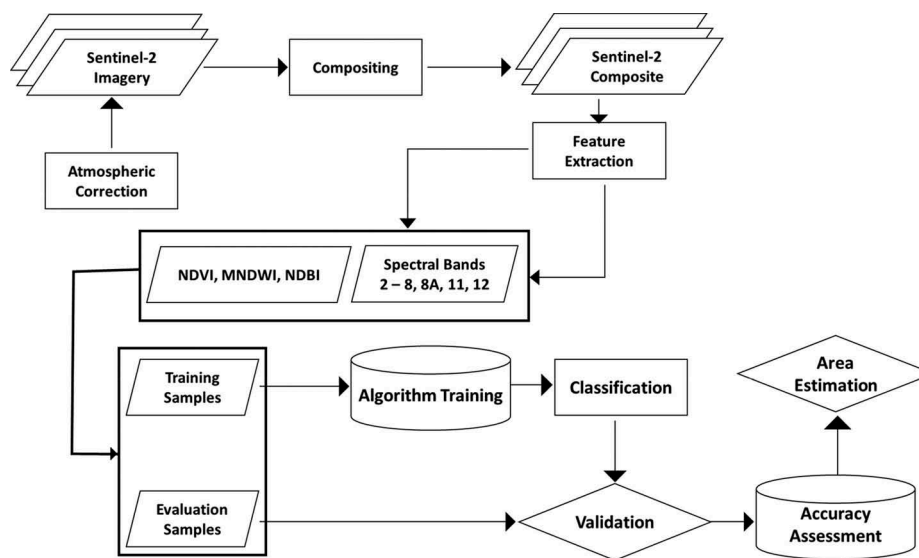 Sentinel-2
Imagery
Compositing
Sentinel-2
Composite
Atmospheric
Correction
Feature
Extraction
NDVI, MNDWI, NDBI
Spectral Bands
2 – 8, 8A, 11, 12
Training
Samples
Algorithm Training
Classification
Area
Estimation
Evaluation
Samples
Validation
Accuracy
Assessment